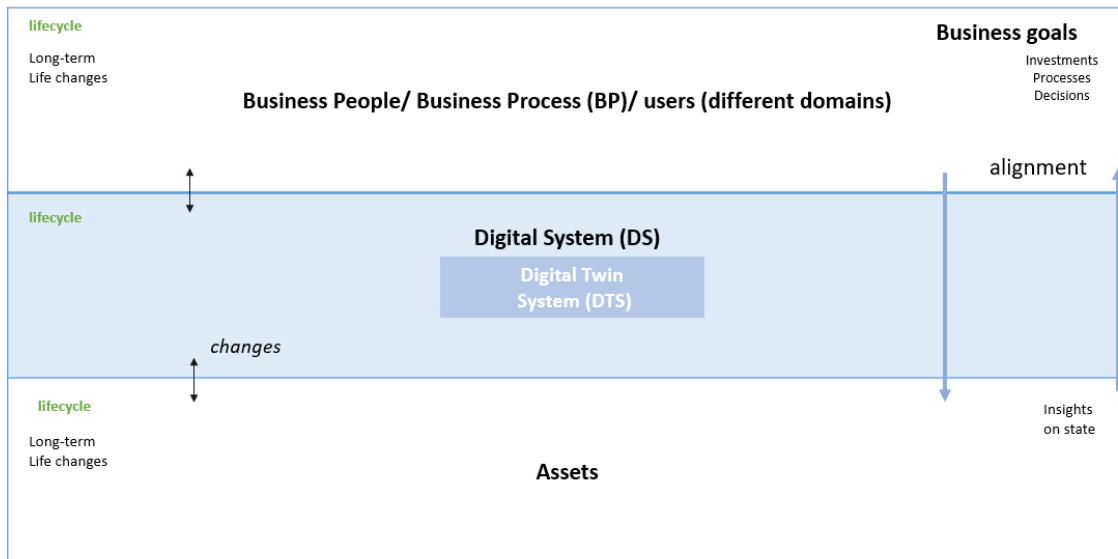 lifecycle
Long-term
Life changes
Business goals
Investments
Processes
Decisions
Business People/ Business Process (BP)/ users (different domains)
alignment
lifecycle
Digital System (DS)
Digital Twin
System (DTS)
changes
lifecycle
Long-term
Life changes
Insights
on state
Assets